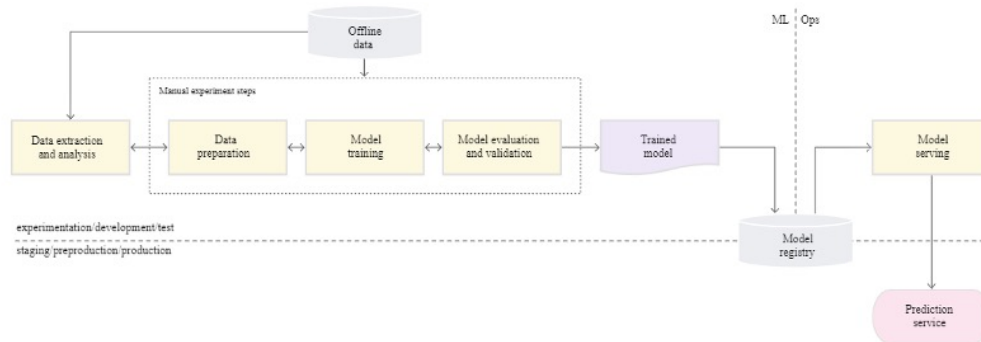 Offline
data
ML
Ops
Manual experiment steps
Data extraction
and analysis
Data
preparation
Model
training
Model evaluation
and validation
Trained
model
Model
serving
experimentation/development/test
staging/preproduction/production
Model
registry
Prediction
service